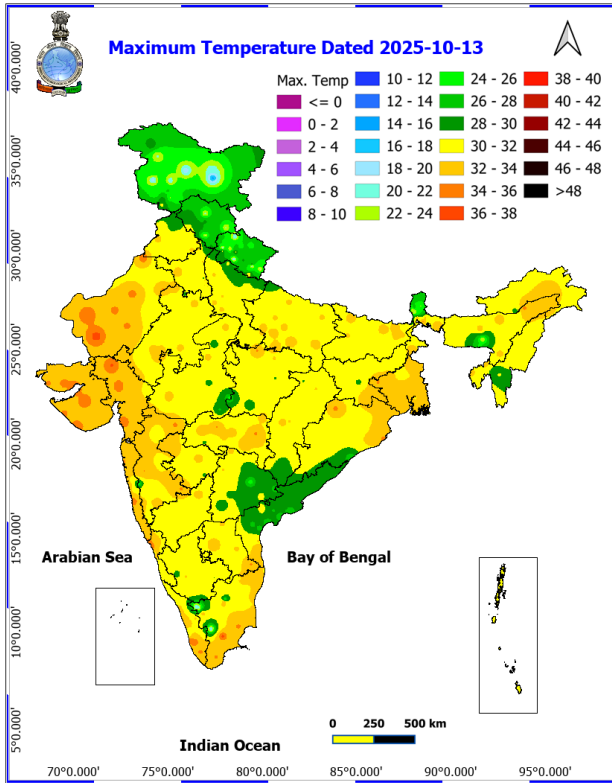 Maximum Temperature Dated 2025-10-13
Max. Temp
<= 0
0 - 2
2 - 4
4 - 6
6 - 8
8 - 10
10 - 12
12 - 14
14 - 16
16 - 18
18 - 20
20 - 22
22 - 24
24 - 26
26 - 28
28 - 30
30 - 32
32 - 34
34 - 36
36 - 38
38 - 40
40 - 42
42 - 44
44 - 46
46 - 48
>48
40°0.000'
35°0.000'
30°0.000'
25°0.000'
20°0.000'
15°0.000'
10°0.000'
5°0.000'
Arabian Sea
Bay of Bengal
Indian Ocean
0 250 500 km
70°0.000' 75°0.000' 80°0.000' 85°0.000' 90°0.000' 95°0.000'